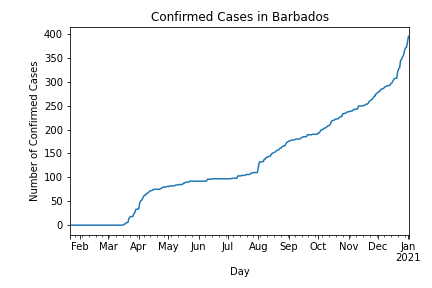 Confirmed Cases in Barbados
Number of Confirmed Cases
400
350
300
250
200
150
100
50
0
Feb Mar Apr May Jun Jul Aug Sep Oct Nov Dec Jan
2021
Day